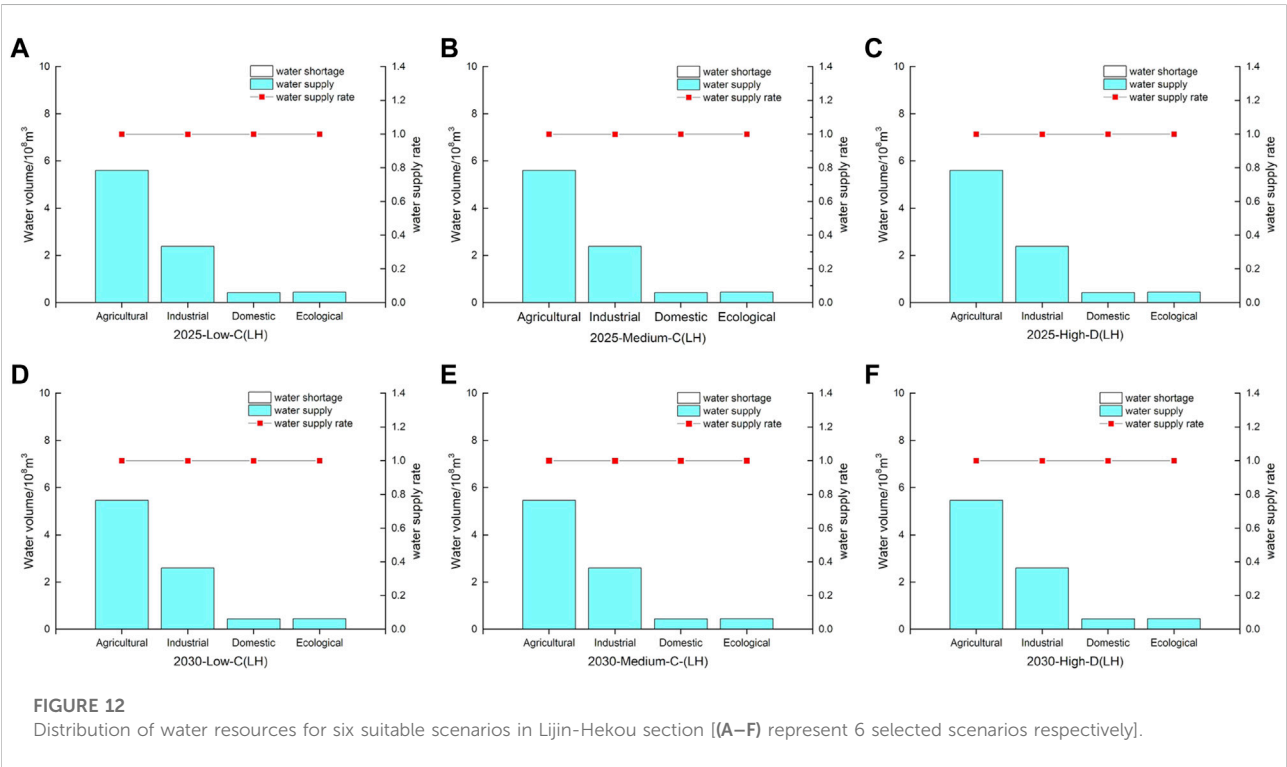 A
10
8
6
4
2
0
Water volume/10⁸m³
water shortage
water supply
water supply rate
1.4
1.2
1.0
0.8
0.6
0.4
0.2
0.0
water supply rate
Agricultural Industrial Domestic Ecological
2025-Low-C(LH)
B
10
8
6
4
2
0
Water volume/10⁸m³
water shortage
water supply
water supply rate
1.4
1.2
1.0
0.8
0.6
0.4
0.2
0.0
water supply rate
Agricultural Industrial Domestic Ecological
2025-Medium-C(LH)
C
10
8
6
4
2
0
Water volume/10⁸m³
water shortage
water supply
water supply rate
1.4
1.2
1.0
0.8
0.6
0.4
0.2
0.0
water supply rate
Agricultural Industrial Domestic Ecological
2025-High-D(LH)
D
10
8
6
4
2
0
Water volume/10⁸m³
water shortage
water supply
water supply rate
1.4
1.2
1.0
0.8
0.6
0.4
0.2
0.0
water supply rate
Agricultural Industrial Domestic Ecological
2030-Low-C(LH)
E
10
8
6
4
2
0
Water volume/10⁸m³
water shortage
water supply
water supply rate
1.4
1.2
1.0
0.8
0.6
0.4
0.2
0.0
water supply rate
Agricultural Industrial Domestic Ecological
2030-Medium-C-(LH)
F
10
8
6
4
2
0
Water volume/10⁸m³
water shortage
water supply
water supply rate
1.4
1.2
1.0
0.8
0.6
0.4
0.2
0.0
water supply rate
Agricultural Industrial Domestic Ecological
2030-High-D(LH)
FIGURE 12
Distribution of water resources for six suitable scenarios in Lijin-Hekou section [(A–F) represent 6 selected scenarios respectively].